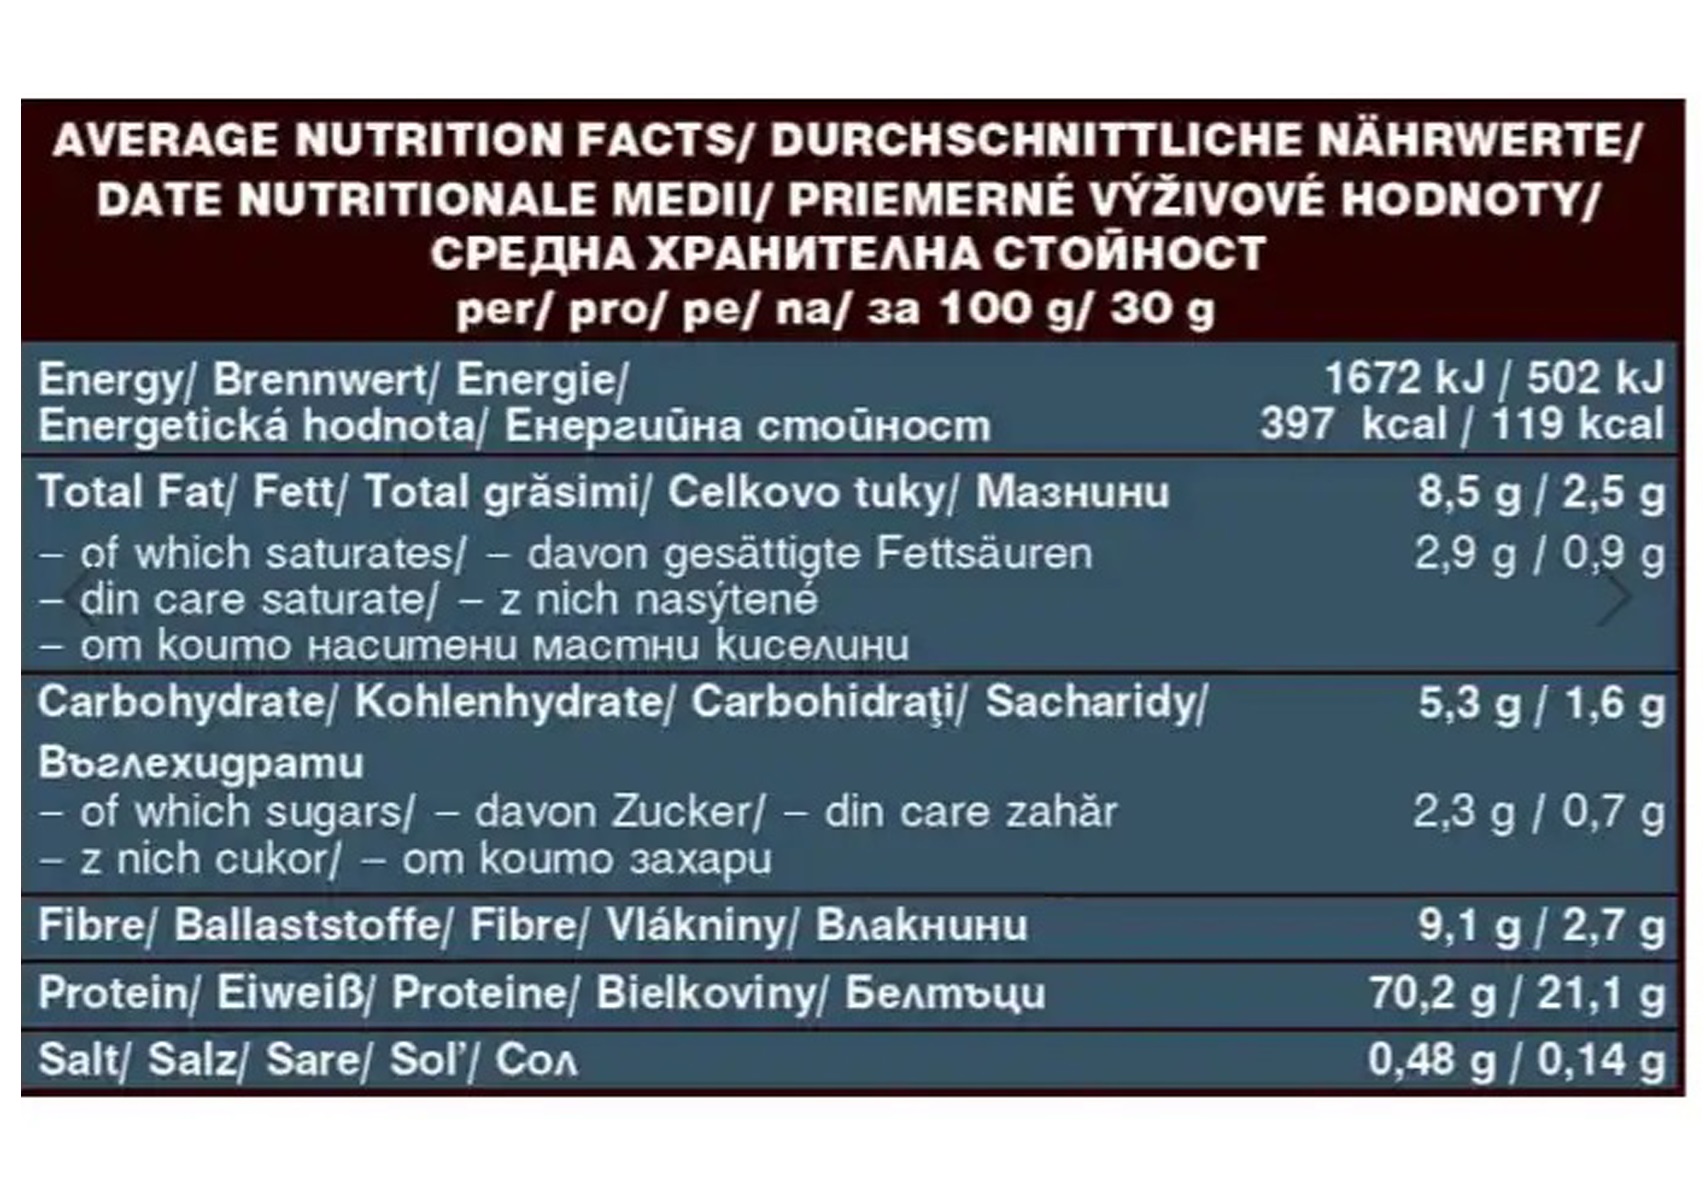 AVERAGE NUTRITION FACTS/ DURCHSCHNITTLICHE NÄHRWERTE/
DATE NUTRITIONALE MEDII/ PRIEMERNÉ VÝŽIVOVÉ HODNOTY/
СРЕДНА ХРАНИТЕЛНА СТОЙНОСТ
per/ pro/ pe/ na/ за 100 g/ 30 g
Energy/ Brennwert/ Energie/ 1672 kJ / 502 kJ
Energetická hodnota/ Енергийна стойност 397 kcal / 119 kcal
Total Fat/ Fett/ Total grăsimi/ Celkovo tuky/ Мазнини 8,5 g / 2,5 g
– of which saturates/ – davon gesättigte Fettsäuren 2,9 g / 0,9 g
– din care saturate/ – z nich nasýtené
– от които наситени мастни киселини
Carbohydrate/ Kohlenhydrate/ Carbohidraţi/ Sacharidy/ 5,3 g / 1,6 g
Въглехидрати
– of which sugars/ – davon Zucker/ – din care zahăr 2,3 g / 0,7 g
– z nich cukor/ – от които захари
Fibre/ Ballaststoffe/ Fibre/ Vlákniny/ Влакнини 9,1 g / 2,7 g
Protein/ Eiweiß/ Proteine/ Bielkoviny/ Белтъци 70,2 g / 21,1 g
Salt/ Salz/ Sare/ Sol’/ Сол 0,48 g / 0,14 g